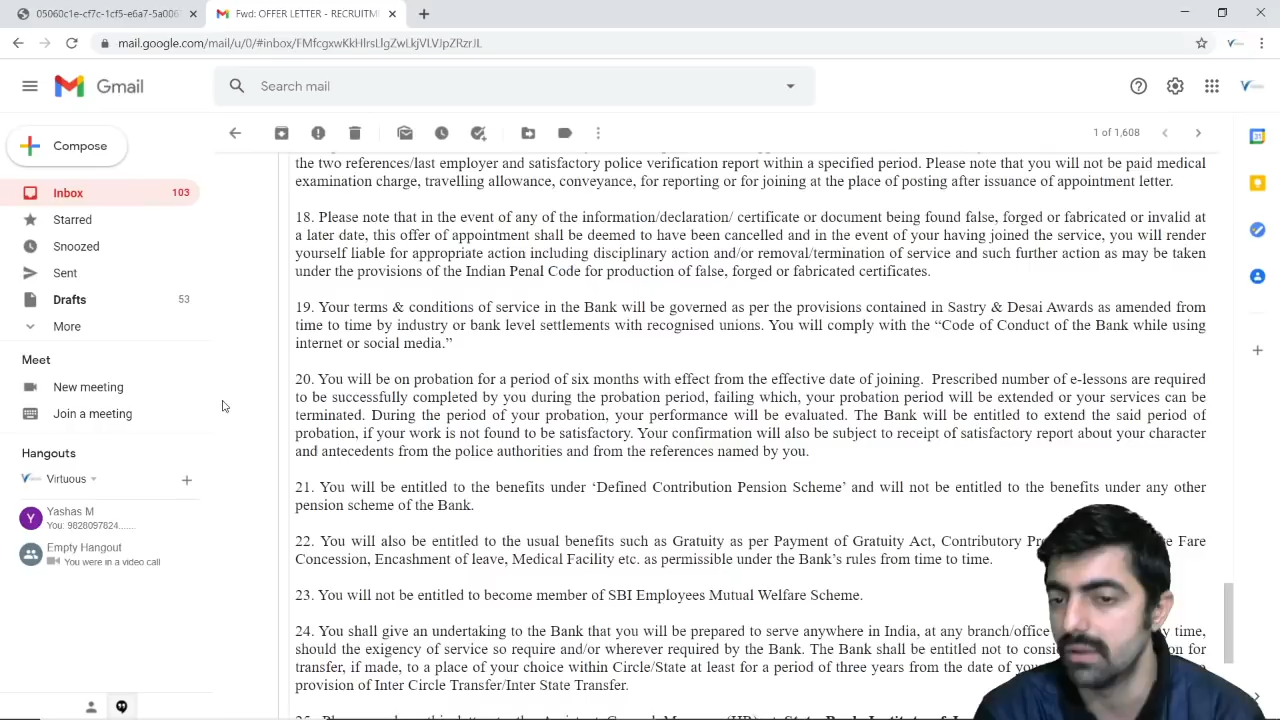 05060c1e-cf7c-1cf5-e6a7-5a006
Fwd: OFFER LETTER - RECRUITM
mail.google.com/mail/u/0/#inbox/FMfcgxwKkHlrsLlgZwLkjVLVJpZRzrJL
Gmail
Search mail
Compose
1 of 1,608
Inbox 103
Starred
Snoozed
Sent
Drafts 53
More
Meet
New meeting
Join a meeting
Hangouts
Virtuous
Yashas M
You: 9828097824.......
Empty Hangout
You were in a video call
the two references/last employer and satisfactory police verification report within a specified period. Please note that you will not be paid medical
examination charge, travelling allowance, conveyance, for reporting or for joining at the place of posting after issuance of appointment letter.
18. Please note that in the event of any of the information/declaration/ certificate or document being found false, forged or fabricated or invalid at
a later date, this offer of appointment shall be deemed to have been cancelled and in the event of your having joined the service, you will render
yourself liable for appropriate action including disciplinary action and/or removal/termination of service and such further action as may be taken
under the provisions of the Indian Penal Code for production of false, forged or fabricated certificates.
19. Your terms & conditions of service in the Bank will be governed as per the provisions contained in Sastry & Desai Awards as amended from
time to time by industry or bank level settlements with recognised unions. You will comply with the “Code of Conduct of the Bank while using
internet or social media.”
20. You will be on probation for a period of six months with effect from the effective date of joining. Prescribed number of e-lessons are required
to be successfully completed by you during the probation period, failing which, your probation period will be extended or your services can be
terminated. During the period of your probation, your performance will be evaluated. The Bank will be entitled to extend the said period of
probation, if your work is not found to be satisfactory. Your confirmation will also be subject to receipt of satisfactory report about your character
and antecedents from the police authorities and from the references named by you.
21. You will be entitled to the benefits under ‘Defined Contribution Pension Scheme’ and will not be entitled to the benefits under any other
pension scheme of the Bank.
22. You will also be entitled to the usual benefits such as Gratuity as per Payment of Gratuity Act, Contributory Fare
Concession, Encashment of leave, Medical Facility etc. as permissible under the Bank’s rules from time to time.
23. You will not be entitled to become member of SBI Employees Mutual Welfare Scheme.
24. You shall give an undertaking to the Bank that you will be prepared to serve anywhere in India, at any branch/office time,
should the exigency of service so require and/or wherever required by the Bank. The Bank shall be entitled not to for
transfer, if made, to a place of your choice within Circle/State at least for a period of three years from the date of
provision of Inter Circle Transfer/Inter State Transfer.